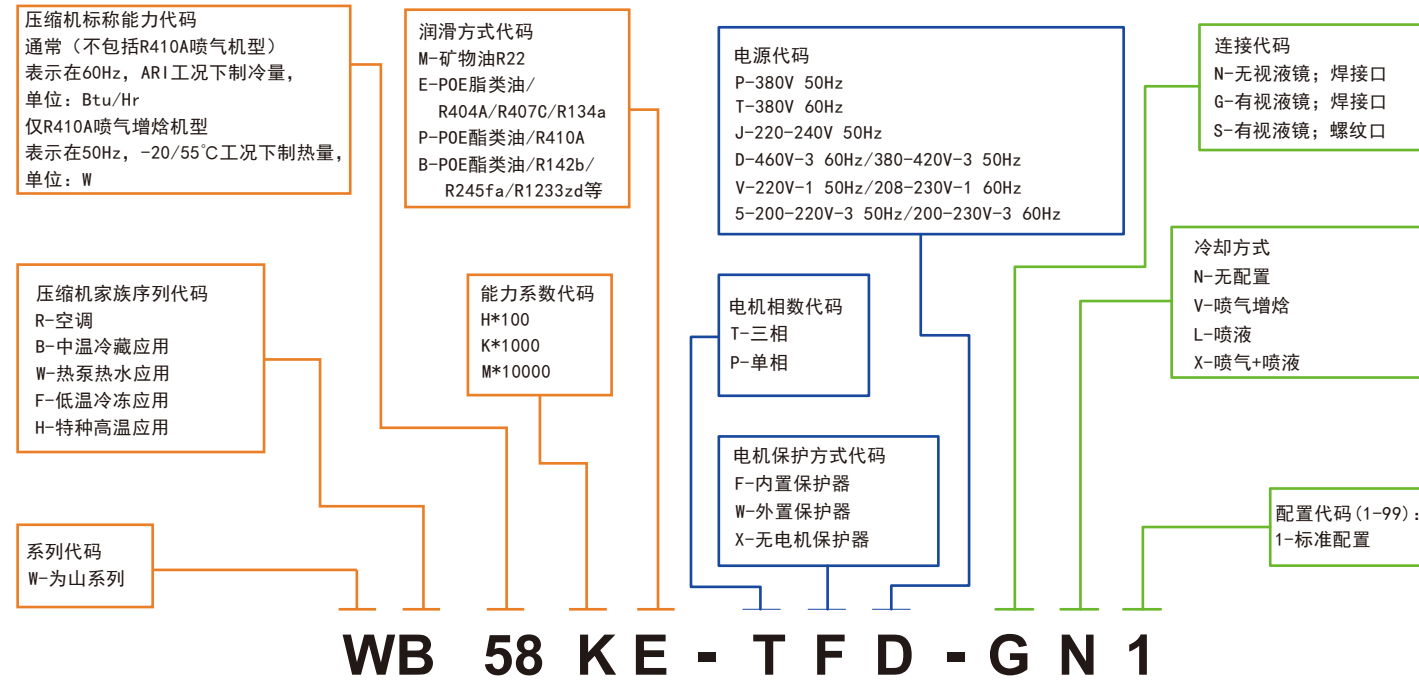 压缩机标称能力代码
通常（不包括R410A喷气机型）
表示在60Hz，ARI工况下制冷量，
单位：Btu/Hr
仅R410A喷气增焓机型
表示在50Hz，-20/55℃工况下制热量，
单位：W
润滑方式代码
M-矿物油R22
E-POE脂类油/
R404A/R407C/R134a
P-POE酯类油/R410A
B-POE酯类油/R142b/
R245fa/R1233zd等
电源代码
P-380V 50Hz
T-380V 60Hz
J-220-240V 50Hz
D-460V-3 60Hz/380-420V-3 50Hz
V-220V-1 50Hz/208-230V-1 60Hz
5-200-220V-3 50Hz/200-230V-3 60Hz
连接代码
N-无视液镜；焊接口
G-有视液镜；焊接口
S-有视液镜；螺纹口
压缩机家族序列代码
R-空调
B-中温冷藏应用
W-热泵热水应用
F-低温冷冻应用
H-特种高温应用
能力系数代码
H*100
K*1000
M*10000
电机相数代码
T-三相
P-单相
冷却方式
N-无配置
V-喷气增焓
L-喷液
X-喷气+喷液
电机保护方式代码
F-内置保护器
W-外置保护器
X-无电机保护器
配置代码(1-99)：
1-标准配置
系列代码
W-为山系列
WB 58 K E - T F D - G N 1